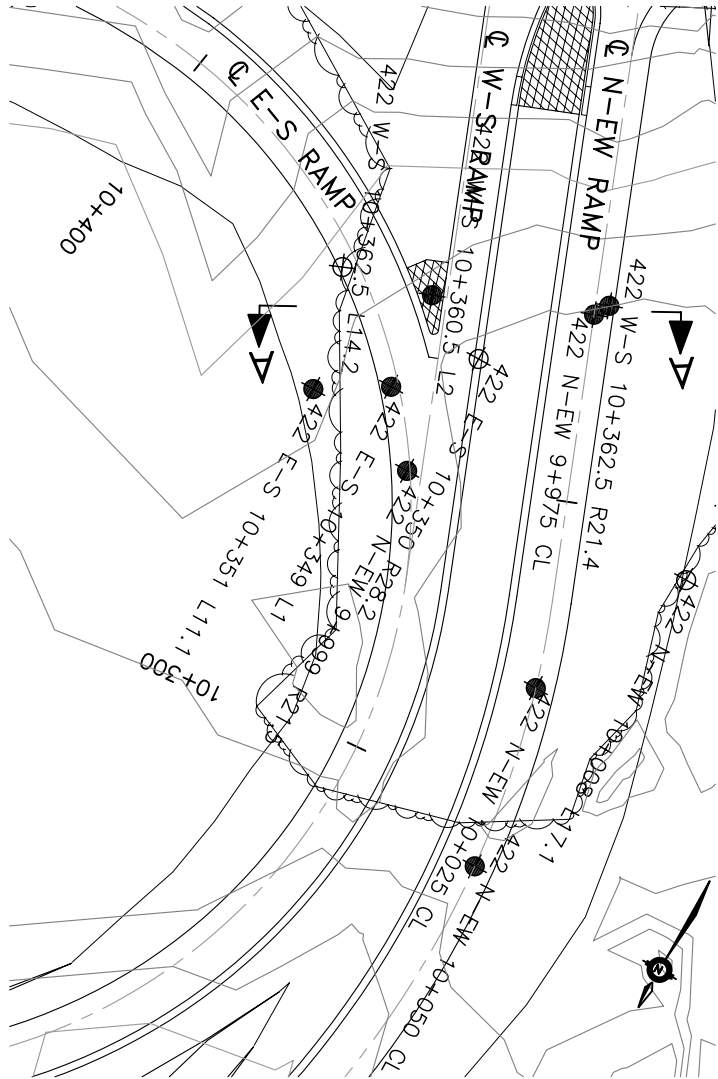 ℄ E-S RAMP
℄ W-S RAMP
℄ N-EW RAMP
422 W-S 10+362.5 L14.2
422 W-S 10+360.5 L2
422 W-S 10+362.5 R21.4
422 N-EW 9+975 CL
10+400
A
A
422 E-S 10+351 L11.1
422 E-S 10+349 L1
422 E-S 10+350 R28.2
422 N-EW 9+999 R21.5
422 N-EW 10+008 L17.1
10+300
422 N-EW 10+025 CL
422 N-EW 10+050 CL
N